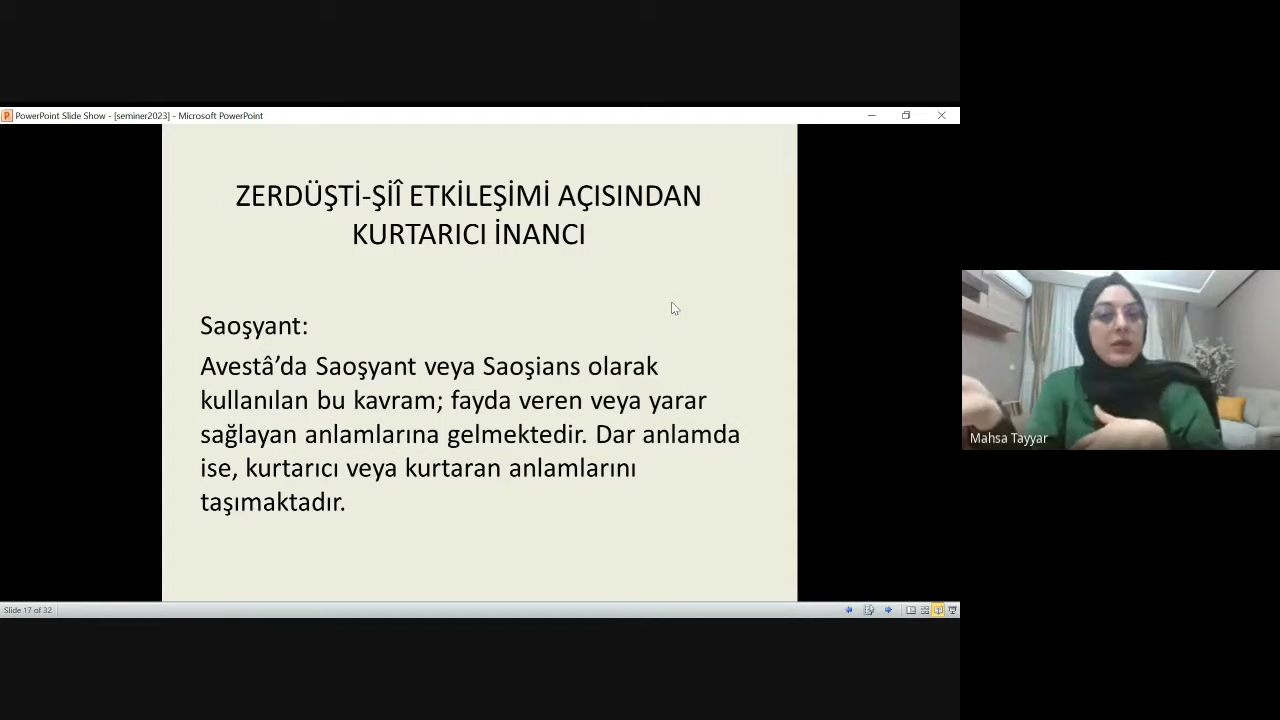 PowerPoint Slide Show - [seminer2023] - Microsoft PowerPoint
ZERDÜŞTİ-ŞİÎ ETKİLEŞİMİ AÇISINDAN
KURTARICI İNANCI
Saoşyant:
Avestâ’da Saoşyant veya Saoşians olarak
kullanılan bu kavram; fayda veren veya yarar
sağlayan anlamlarına gelmektedir. Dar anlamda
ise, kurtarıcı veya kurtaran anlamlarını
taşımaktadır.
Mahsa Tayyar
Slide 17 of 32